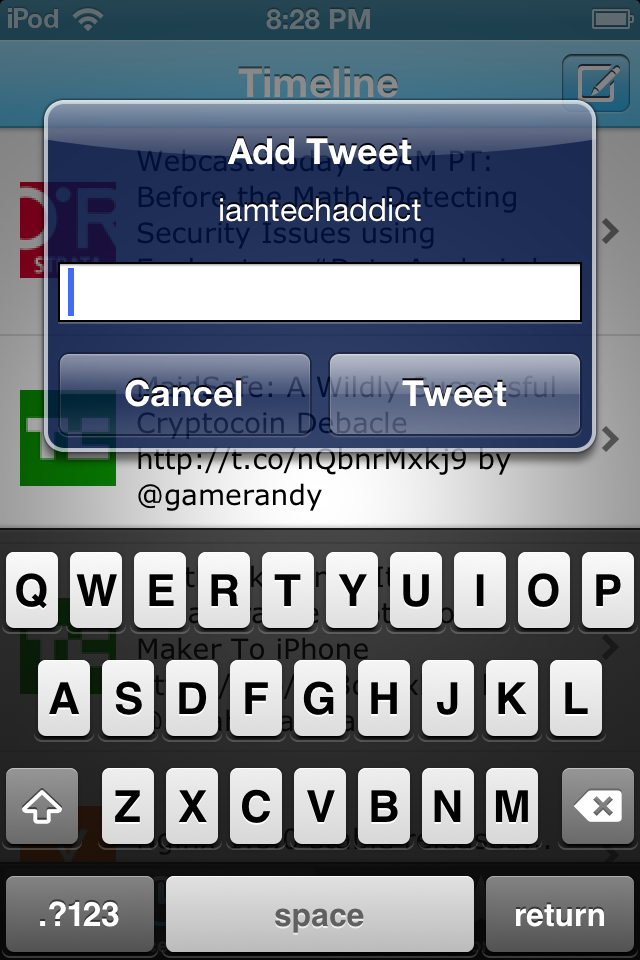 iPod 8:28 PM
Timeline
Add Tweet
iamtechaddict
Webcast Today 10AM PT:
Before the Math- Detecting
Security Issues using
STRATA
Cancel
Tweet
MaidSafe: A Wildly Successful
Cryptocoin Debacle
http://t.co/nQbnrMxkj9 by
@gamerandy
Q W E R T Y U I O P
Maker To iPhone
A S D F G H J K L
Z X C V B N M
.?123 space return